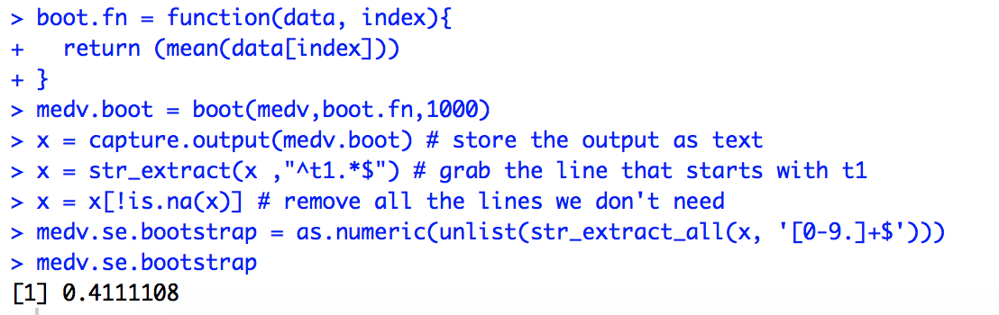 > boot.fn = function(data, index){
+   return (mean(data[index]))
+ }
> medv.boot = boot(medv,boot.fn,1000)
> x = capture.output(medv.boot) # store the output as text
> x = str_extract(x ,"^t1.*$") # grab the line that starts with t1
> x = x[!is.na(x)] # remove all the lines we don't need
> medv.se.bootstrap = as.numeric(unlist(str_extract_all(x, '[0-9.]+$')))
> medv.se.bootstrap
[1] 0.4111108